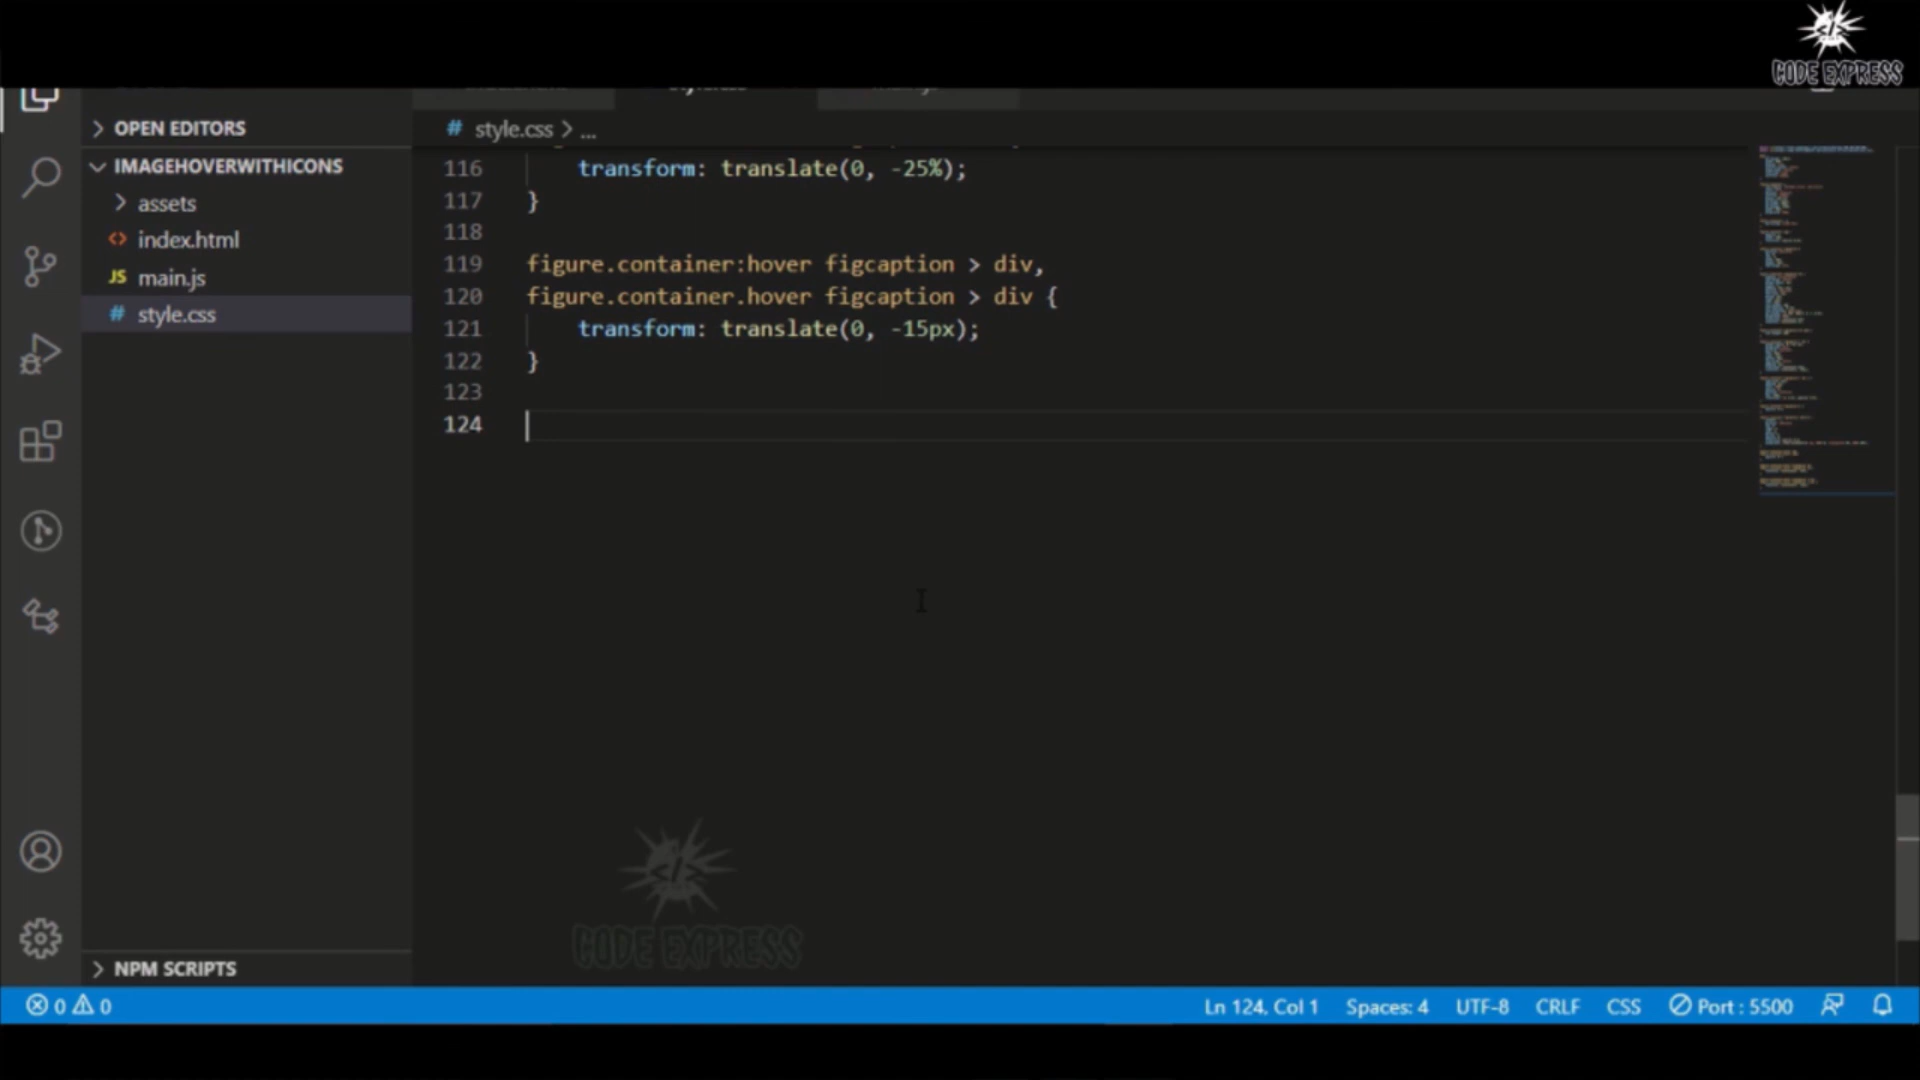 CODE EXPRESS
OPEN EDITORS
IMAGEHOVERWITHICONS
assets
<> index.html
JS main.js
# style.css
NPM SCRIPTS
# style.css > ...
116 transform: translate(0, -25%);
117 }
118
119 figure.container:hover figcaption > div,
120 figure.container.hover figcaption > div {
121 transform: translate(0, -15px);
122 }
123
124
</> CODE EXPRESS
0 0
Ln 124, Col 1 Spaces: 4 UTF-8 CRLF CSS Port : 5500